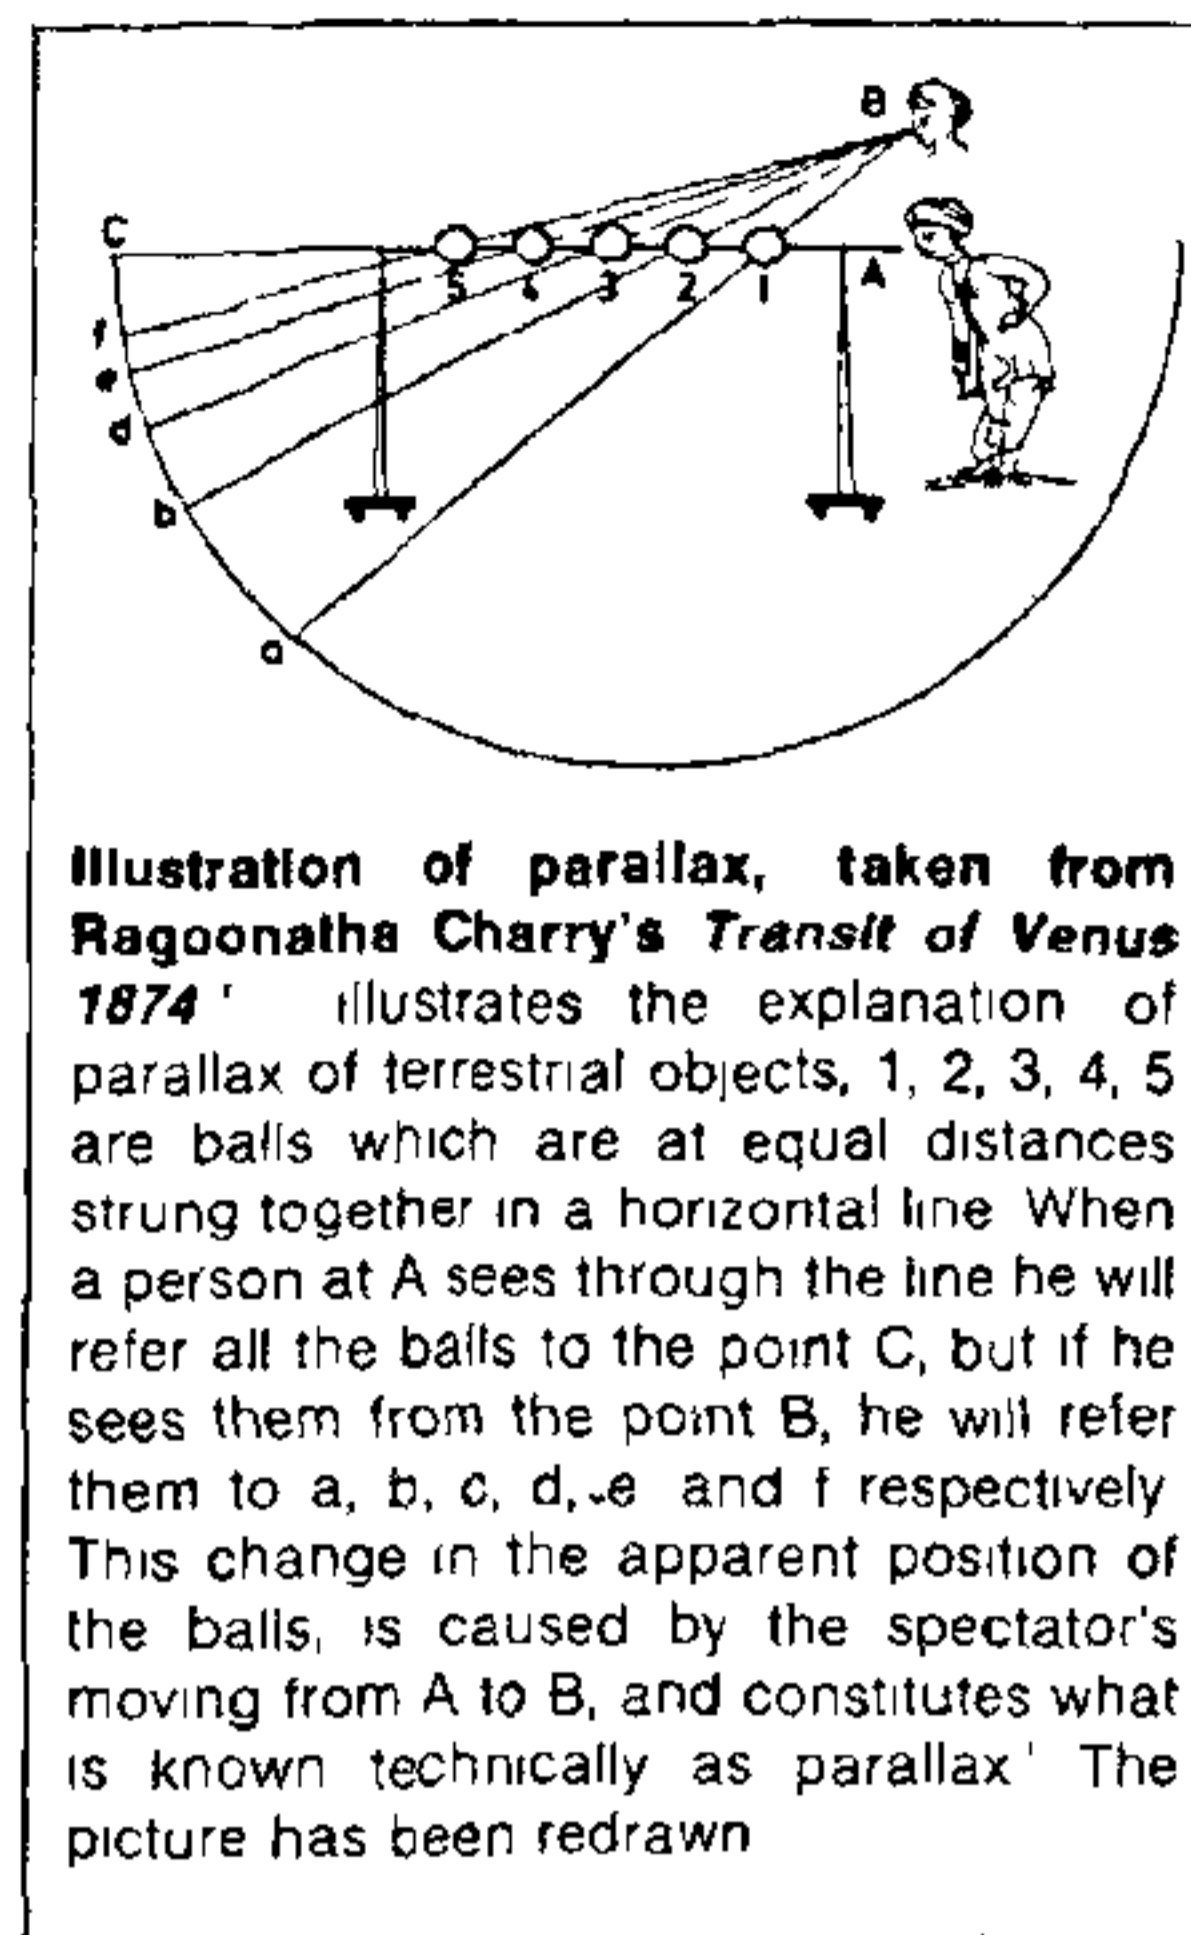 B
C
5 4 3 2 1 A
f
e
d
b
a
Illustration of parallax, taken from
Ragoonatha Charry's Transit of Venus
1874 ' illustrates the explanation of
parallax of terrestrial objects, 1, 2, 3, 4, 5
are balls which are at equal distances
strung together in a horizontal line When
a person at A sees through the line he will
refer all the balls to the point C, but if he
sees them from the point B, he will refer
them to a, b, c, d, e and f respectively
This change in the apparent position of
the balls, is caused by the spectator's
moving from A to B, and constitutes what
is known technically as parallax ' The
picture has been redrawn